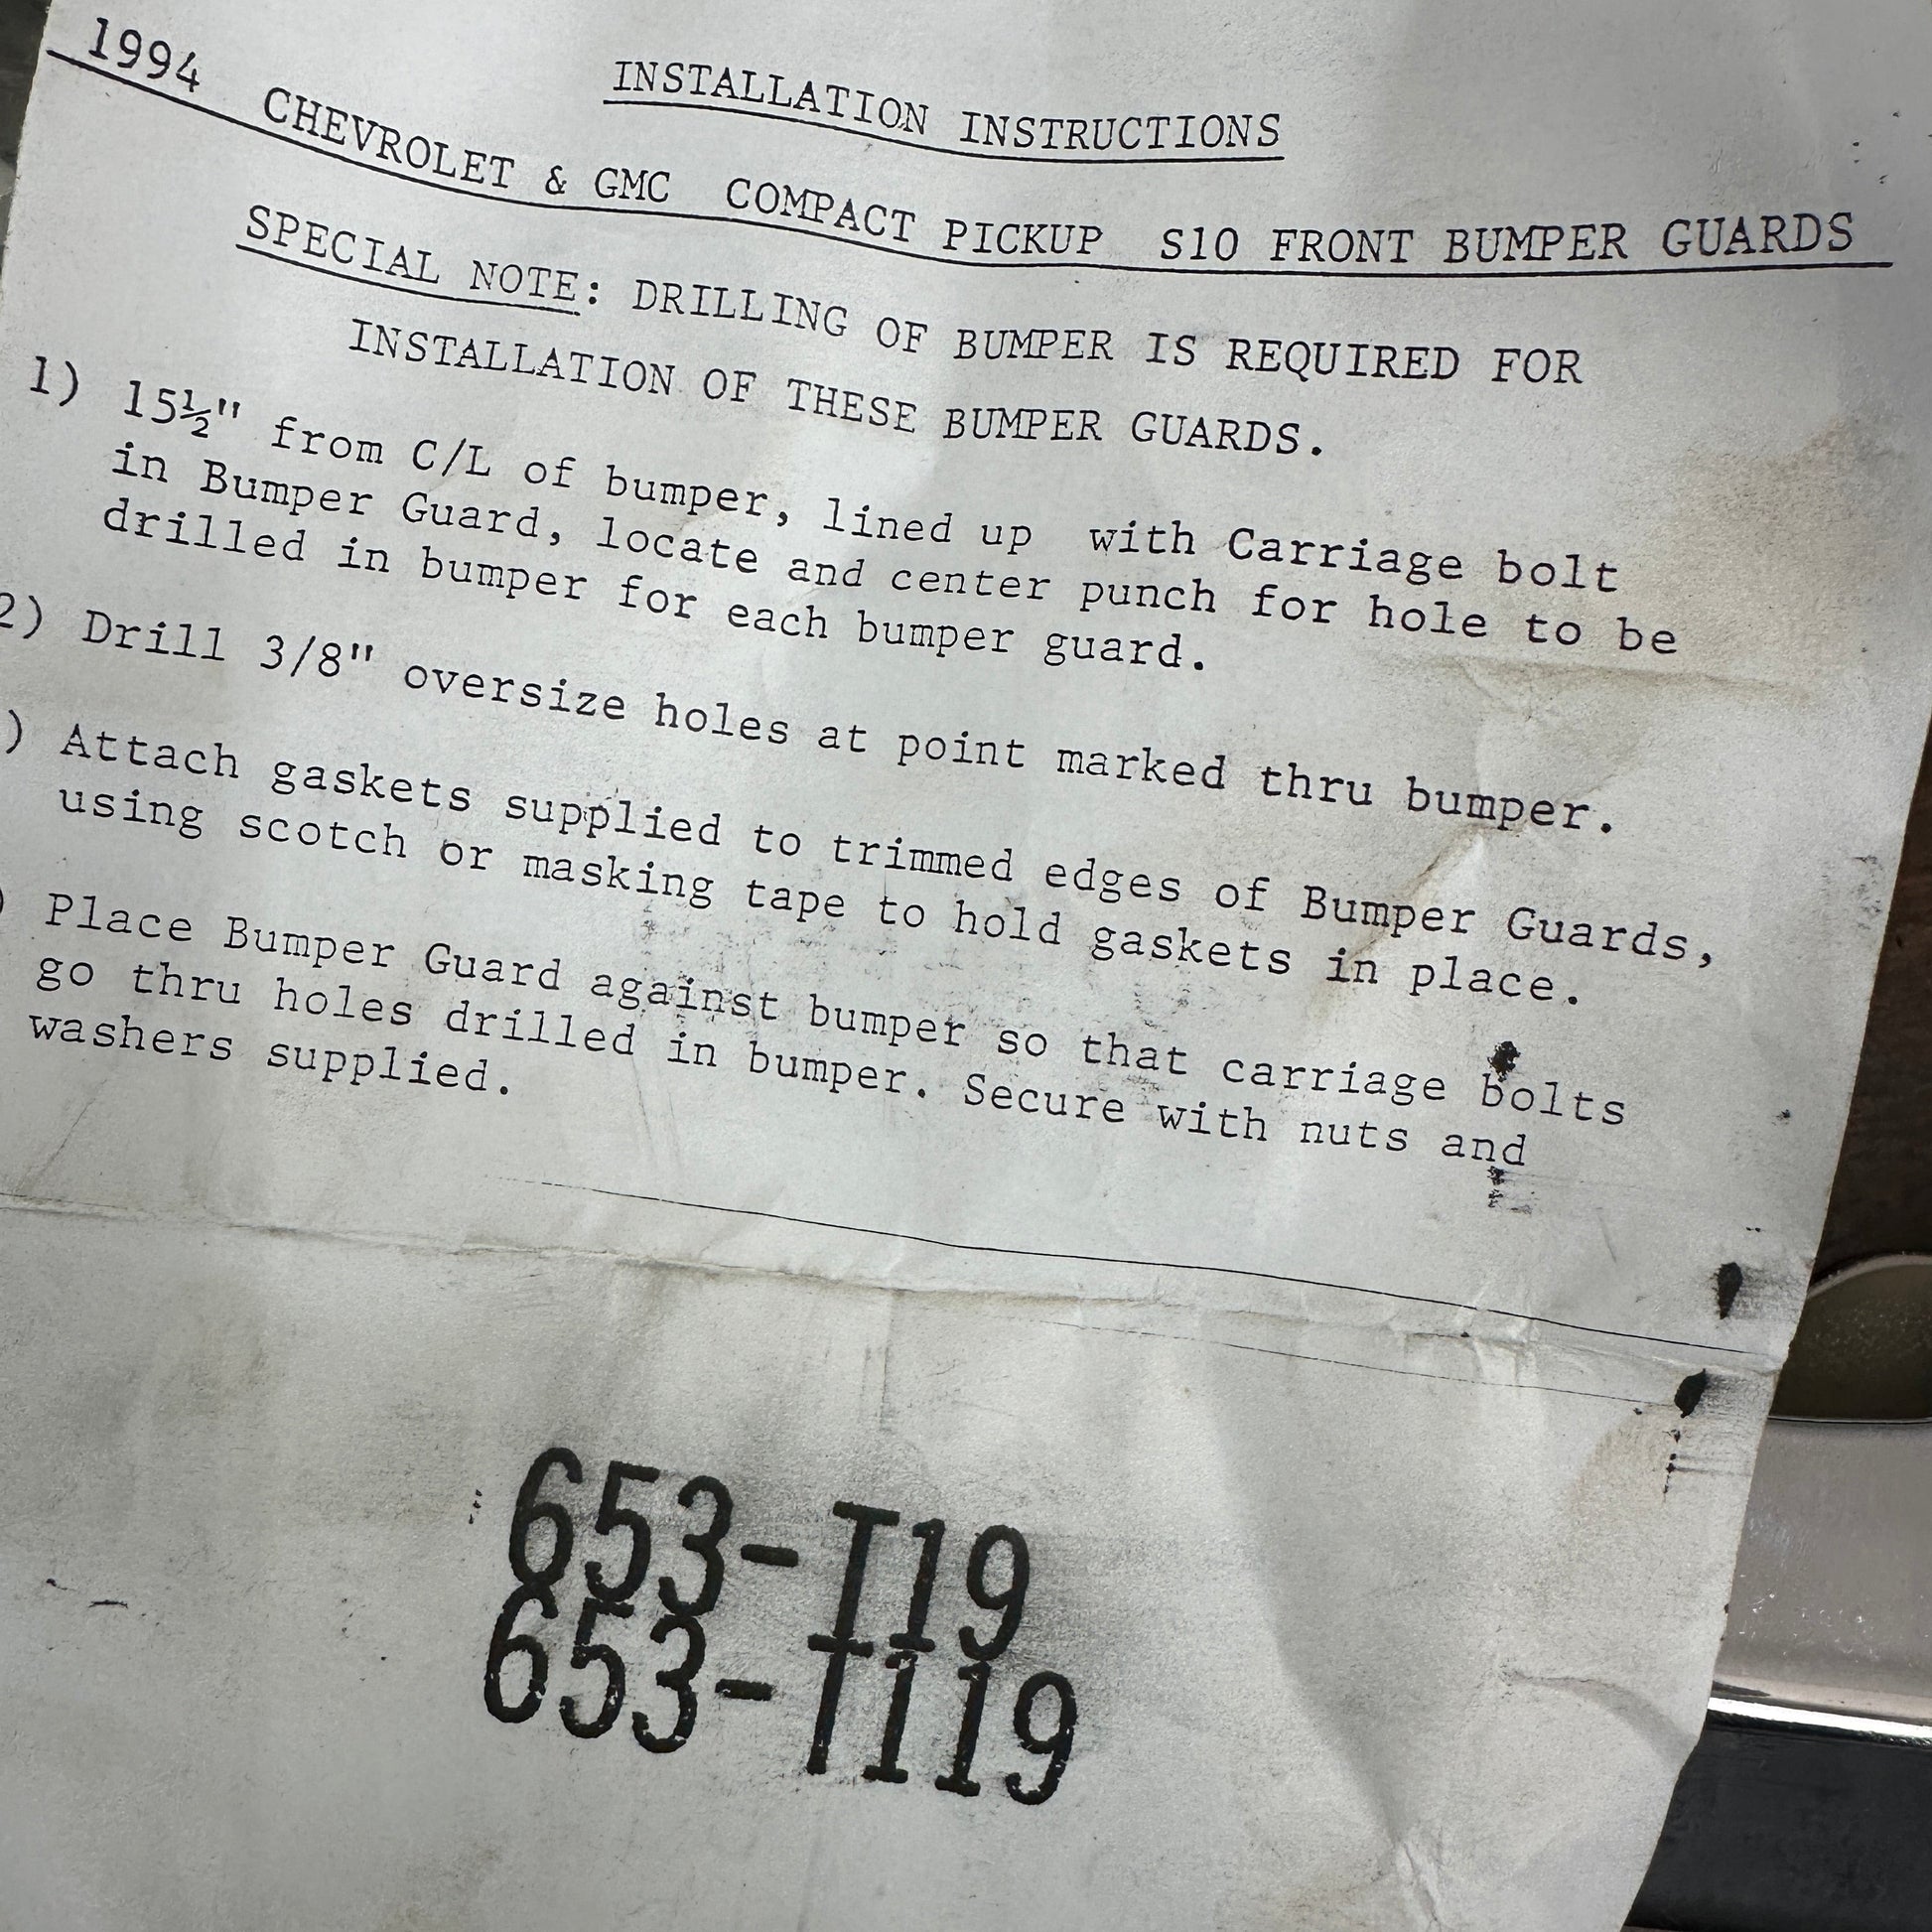 INSTALLATION INSTRUCTIONS
1994 CHEVROLET & GMC COMPACT PICKUP S10 FRONT BUMPER GUARDS
SPECIAL NOTE: DRILLING OF BUMPER IS REQUIRED FOR
INSTALLATION OF THESE BUMPER GUARDS.
1) 15½" from C/L of bumper, lined up with Carriage bolt
in Bumper Guard, locate and center punch for hole to be
drilled in bumper for each bumper guard.
2) Drill 3/8" oversize holes at point marked thru bumper.
) Attach gaskets supplied to trimmed edges of Bumper Guards,
using scotch or masking tape to hold gaskets in place.
) Place Bumper Guard against bumper so that carriage bolts
go thru holes drilled in bumper. Secure with nuts and
washers supplied.
653-T19
653-T119